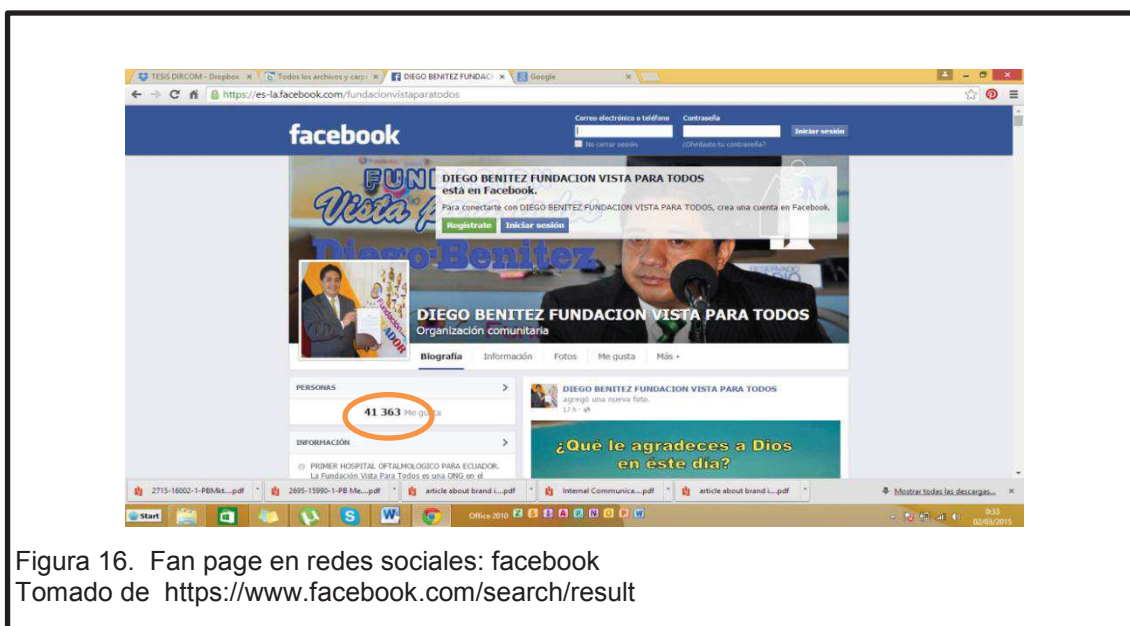 TESIS DIRCOM - Dropbox
Todos los archivos y carp
DIEGO BENITEZ FUNDAC
Google
https://es-la.facebook.com/fundacionvistaparatodos
Correo electrónico o teléfono Contraseña
facebook
Iniciar sesión
No cerrar sesión ¿Olvidaste tu contraseña?
DIEGO BENITEZ FUNDACION VISTA PARA TODOS
está en Facebook.
Para conectarte con DIEGO BENITEZ FUNDACION VISTA PARA TODOS, crea una cuenta en Facebook.
Regístrate Iniciar sesión
Vista
Diego Benitez
DIEGO BENITEZ FUNDACION VISTA PARA TODOS
Organización comunitaria
Biografía Información Fotos Me gusta Más
PERSONAS
41 363 Me gusta
INFORMACIÓN
PRIMER HOSPITAL OFTALMOLOGICO PARA ECUADOR.
La Fundación Vista Para Todos es una ONG en el
DIEGO BENITEZ FUNDACION VISTA PARA TODOS
agregó una nueva foto.
17 h
¿Qué le agradeces a Dios
en éste día?
2715-16002-1-PBMkt....pdf
2695-15990-1-PB Me....pdf
article about brand i....pdf
Internal Communica....pdf
article about brand i....pdf
Mostrar todas las descargas...
Start
Office 2010
0:33
02/03/2015
Figura 16. Fan page en redes sociales: facebook
Tomado de https://www.facebook.com/search/result